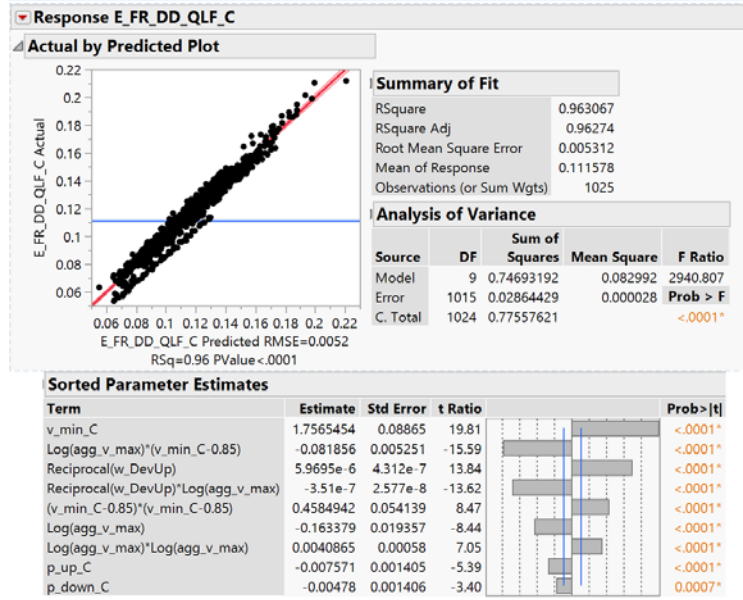 Response E_FR_DD_QLF_C
Actual by Predicted Plot
0.22
0.2
0.18
0.16
0.14
0.12
0.1
0.08
0.06
E_FR_DD_QLF_C Actual
0.06 0.08 0.1 0.12 0.14 0.16 0.18 0.2 0.22
E_FR_DD_QLF_C Predicted RMSE=0.0052
RSq=0.96 PValue<.0001
Summary of Fit
RSquare 0.963067
RSquare Adj 0.96274
Root Mean Square Error 0.005312
Mean of Response 0.111578
Observations (or Sum Wgts) 1025
Analysis of Variance
Sum of
Source DF Squares Mean Square F Ratio
Model 9 0.74693192 0.082992 2940.807
Error 1015 0.02864429 0.000028 Prob > F
C. Total 1024 0.77557621 <.0001*
Sorted Parameter Estimates
Term Estimate Std Error t Ratio Prob>|t|
v_min_C 1.7565454 0.08865 19.81 <.0001*
Log(agg_v_max)*(v_min_C-0.85) -0.081856 0.005251 -15.59 <.0001*
Reciprocal(w_DevUp) 5.9695e-6 4.312e-7 13.84 <.0001*
Reciprocal(w_DevUp)*Log(agg_v_max) -3.51e-7 2.577e-8 -13.62 <.0001*
(v_min_C-0.85)*(v_min_C-0.85) 0.4584942 0.054139 8.47 <.0001*
Log(agg_v_max) -0.163379 0.019357 -8.44 <.0001*
Log(agg_v_max)*Log(agg_v_max) 0.0040865 0.00058 7.05 <.0001*
p_up_C -0.007571 0.001405 -5.39 <.0001*
p_down_C -0.00478 0.001406 -3.40 0.0007*